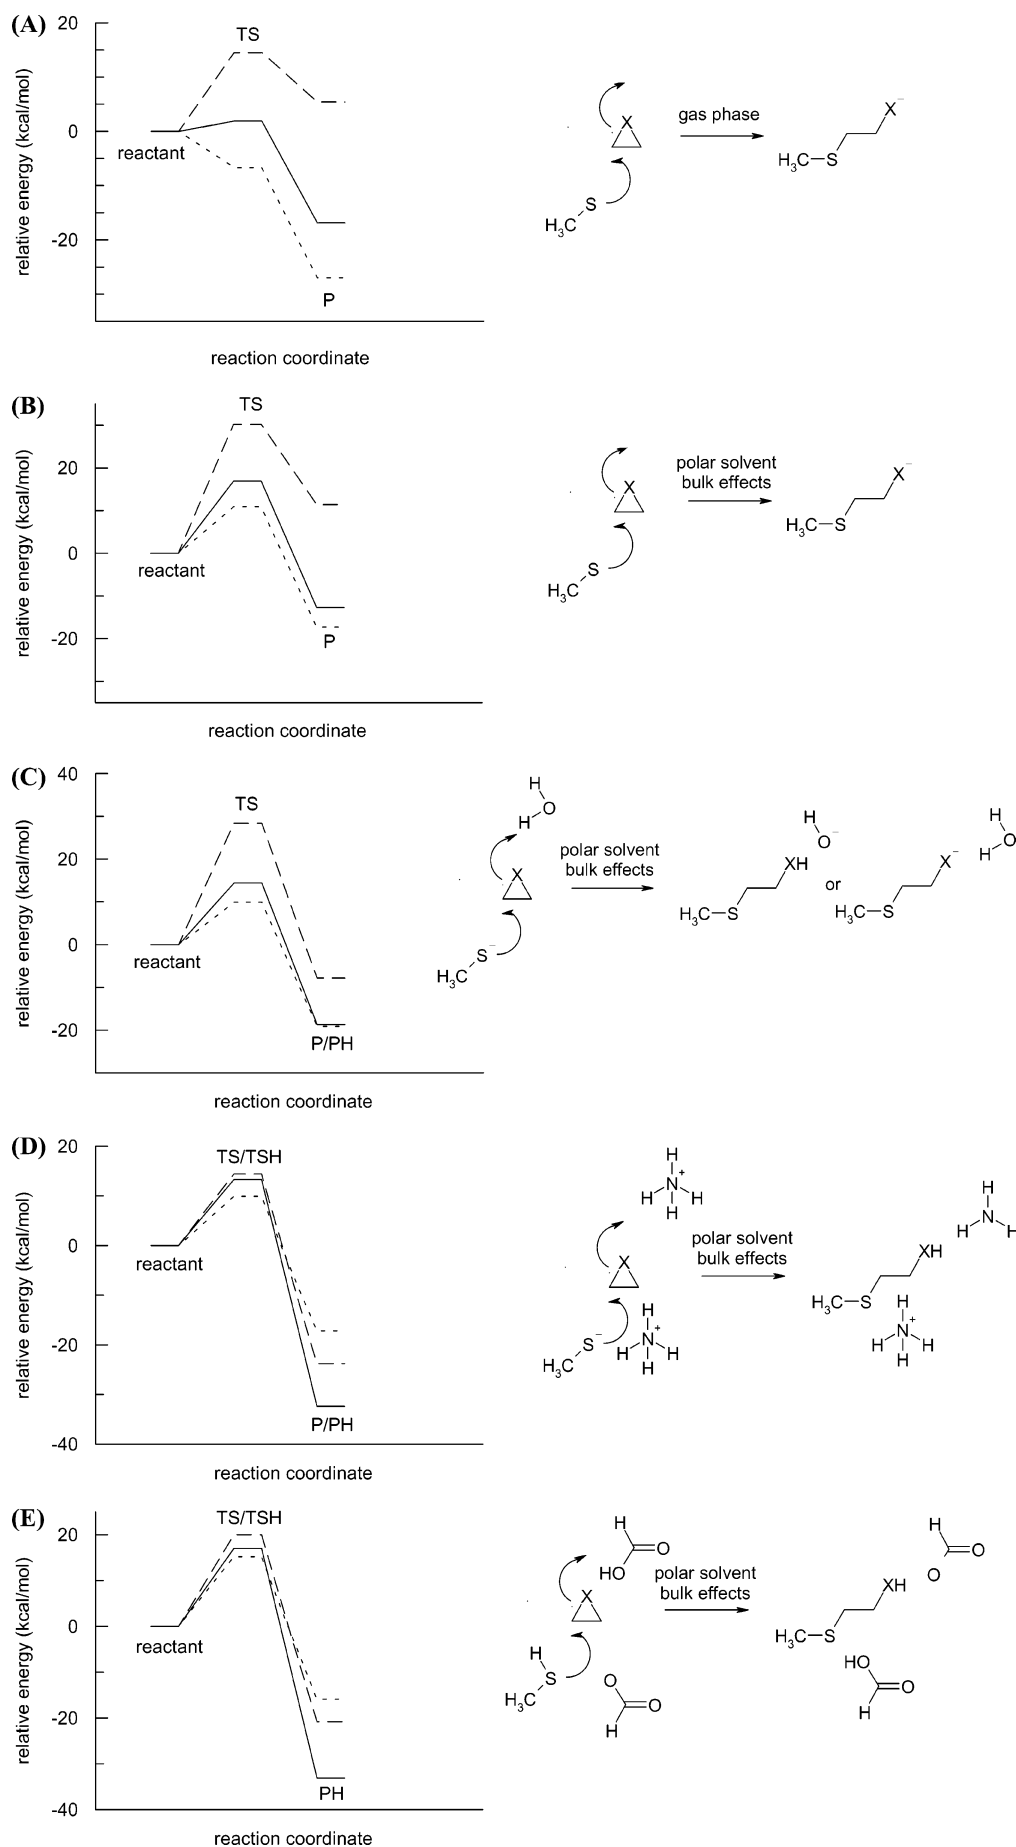 (A)
20
0
-20
relative energy (kcal/mol)
TS
reactant
P
reaction coordinate
X
S
H3C
gas phase
X−
H3C S
(B)
20
0
-20
relative energy (kcal/mol)
TS
reactant
P
reaction coordinate
X
S
H3C
polar solvent
bulk effects
X−
H3C S
(C)
40
20
0
-20
relative energy (kcal/mol)
TS
reactant
P/PH
reaction coordinate
H
H O
X
S−
H3C
polar solvent
bulk effects
H
O−
XH
H3C S
or
X−
H3C S
H
H O
(D)
20
0
-20
-40
relative energy (kcal/mol)
TS/TSH
reactant
P/PH
reaction coordinate
H
H N+ H
H
X
S−
H3C
H
H N+ H
H
polar solvent
bulk effects
H
H N H
XH
H3C S
H
H N+ H
H
(E)
20
0
-20
-40
relative energy (kcal/mol)
TS/TSH
reactant
PH
reaction coordinate
H
O
HO
X
H
S
H3C
O
O
H
polar solvent
bulk effects
H
O
O
XH
H3C S
HO
O
H